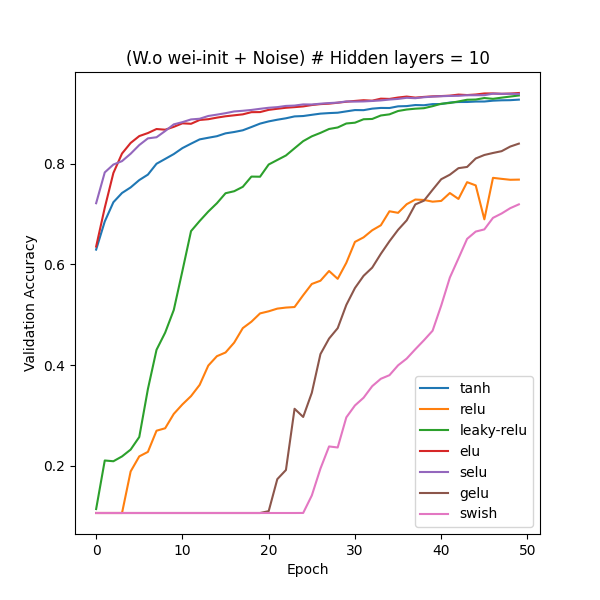 (W.o wei-init + Noise) # Hidden layers = 10
Validation Accuracy
0.8
0.6
0.4
0.2
0
10
20
30
40
50
Epoch
tanh
relu
leaky-relu
elu
selu
gelu
swish